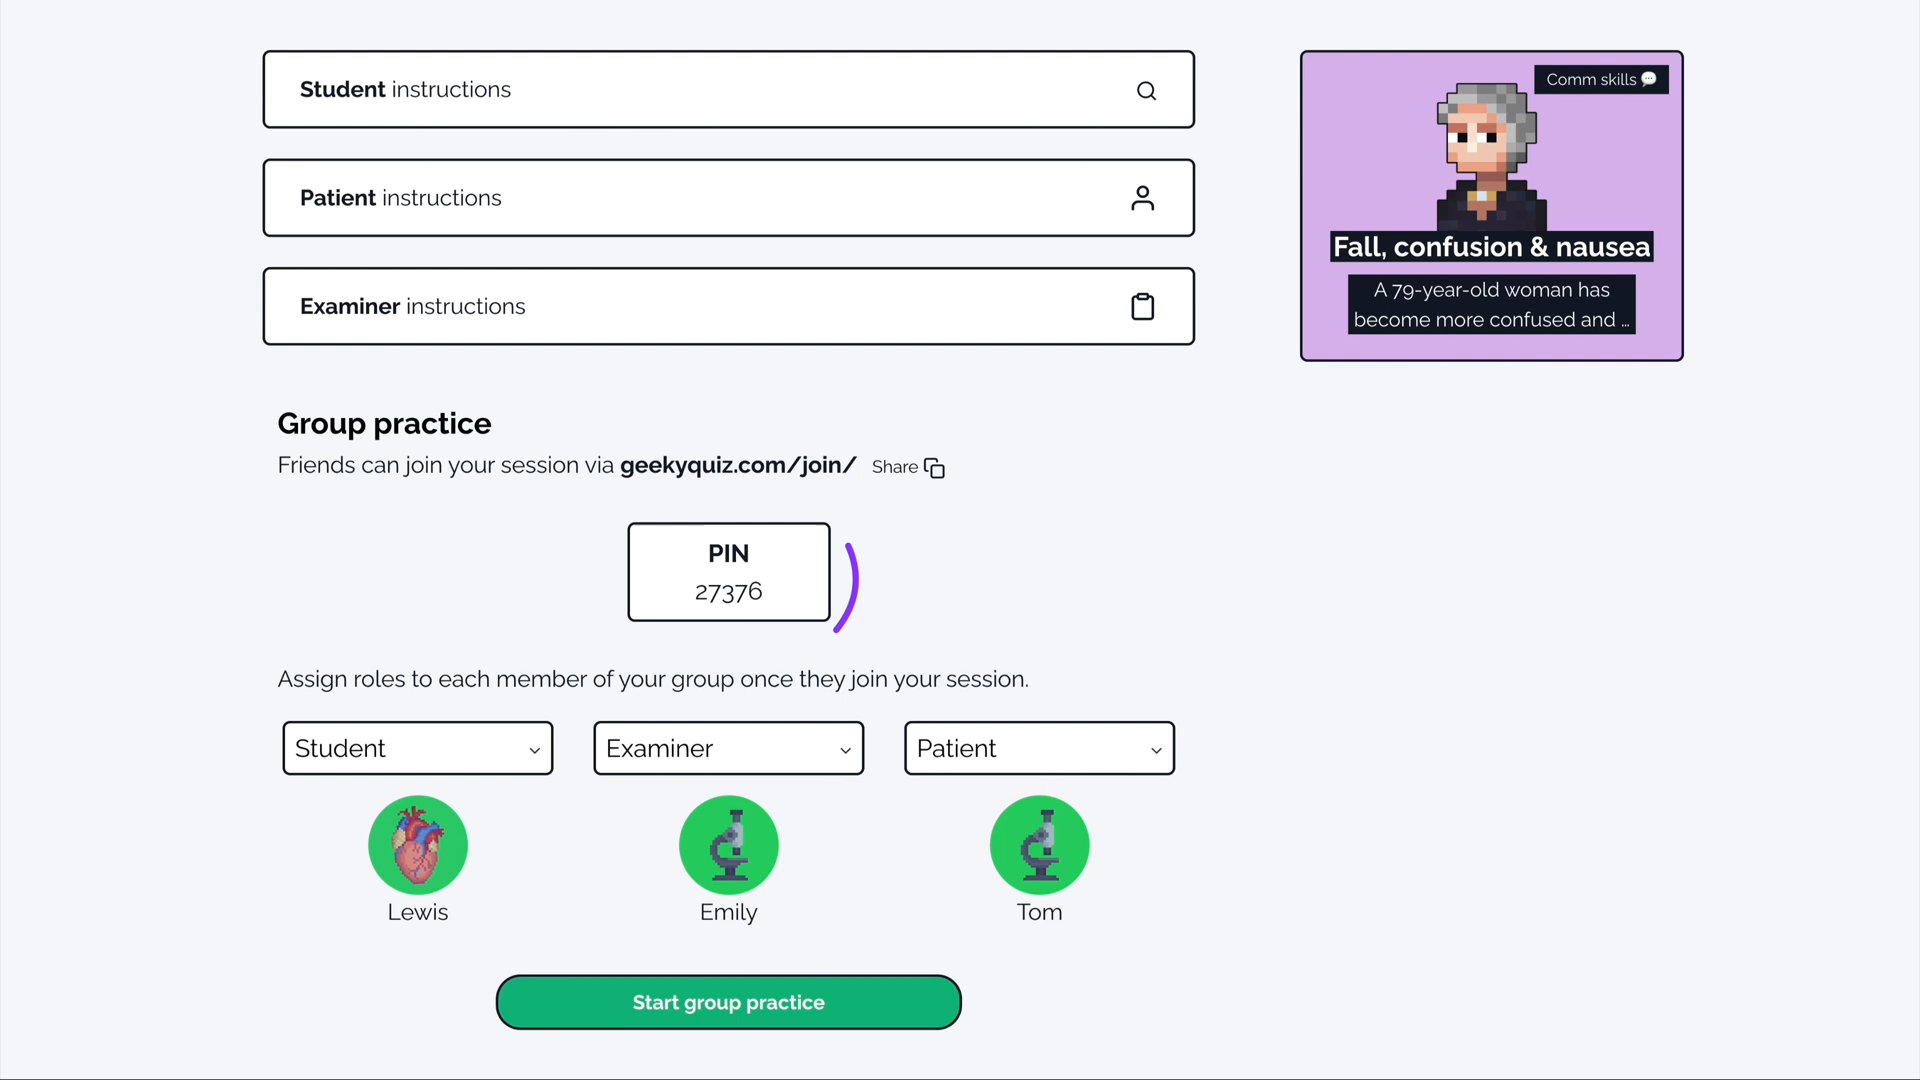 Student instructions
Patient instructions
Examiner instructions
Comm skills
Fall, confusion & nausea
A 79-year-old woman has
become more confused and ...
Group practice
Friends can join your session via geekyquiz.com/join/ Share
PIN
27376
Assign roles to each member of your group once they join your session.
Student
Examiner
Patient
Lewis
Emily
Tom
Start group practice